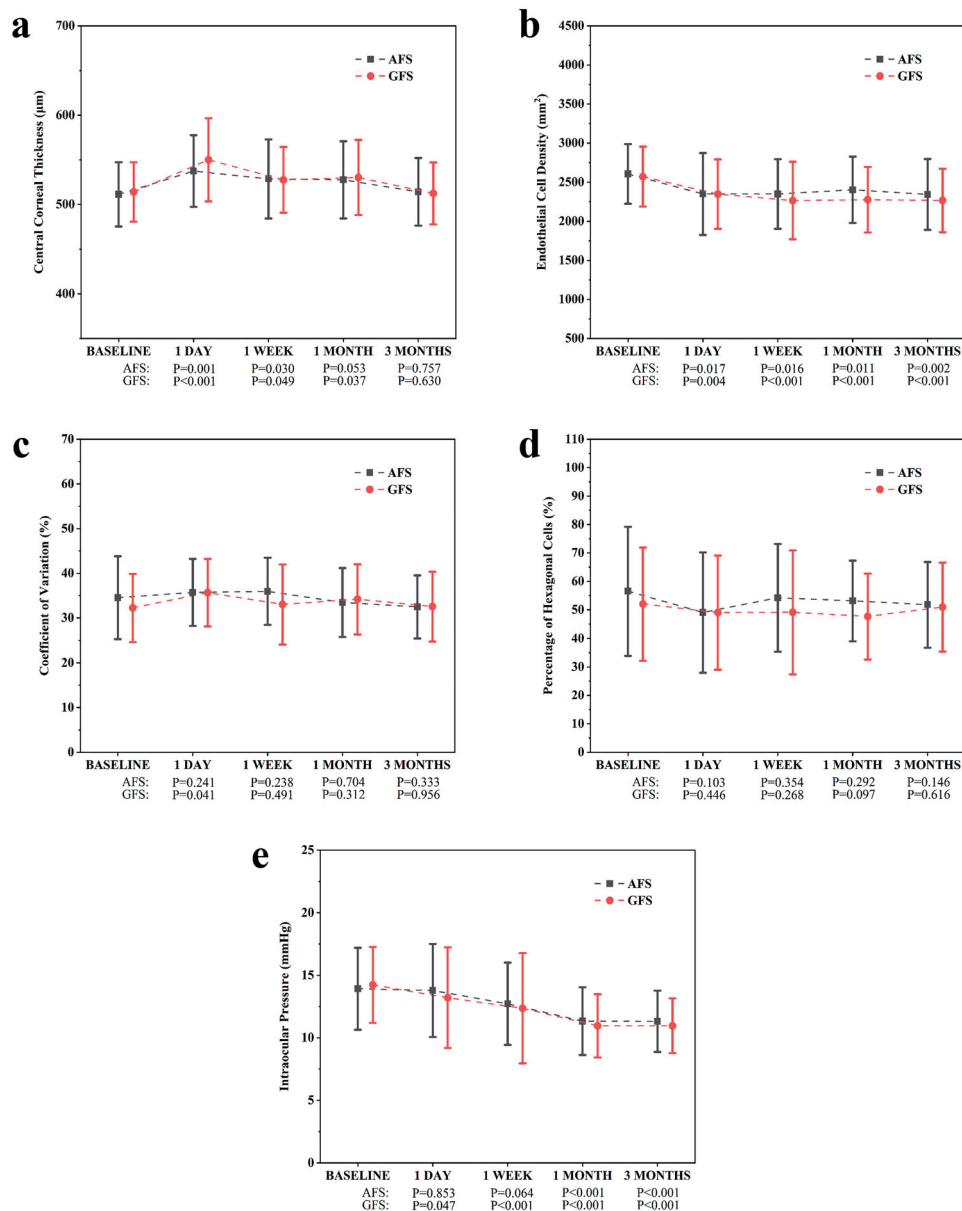 a
700
600
500
400
Central Corneal Thickness (μm)
AFS
GFS
BASELINE 1 DAY 1 WEEK 1 MONTH 3 MONTHS
AFS: P=0.001 P=0.030 P=0.053 P=0.757
GFS: P<0.001 P=0.049 P=0.037 P=0.630
b
4500
4000
3500
3000
2500
2000
1500
1000
500
Endothelial Cell Density (mm²)
AFS
GFS
BASELINE 1 DAY 1 WEEK 1 MONTH 3 MONTHS
AFS: P=0.017 P=0.016 P=0.011 P=0.002
GFS: P=0.004 P<0.001 P<0.001 P<0.001
c
70
60
50
40
30
20
10
0
Coefficient of Variation (%)
AFS
GFS
BASELINE 1 DAY 1 WEEK 1 MONTH 3 MONTHS
AFS: P=0.241 P=0.238 P=0.704 P=0.333
GFS: P=0.041 P=0.491 P=0.312 P=0.956
d
110
100
90
80
70
60
50
40
30
20
10
0
Percentage of Hexagonal Cells (%)
AFS
GFS
BASELINE 1 DAY 1 WEEK 1 MONTH 3 MONTHS
AFS: P=0.103 P=0.354 P=0.292 P=0.146
GFS: P=0.446 P=0.268 P=0.097 P=0.616
e
25
20
15
10
5
0
Intraocular Pressure (mmHg)
AFS
GFS
BASELINE 1 DAY 1 WEEK 1 MONTH 3 MONTHS
AFS: P=0.853 P=0.064 P<0.001 P<0.001
GFS: P=0.047 P<0.001 P<0.001 P<0.001